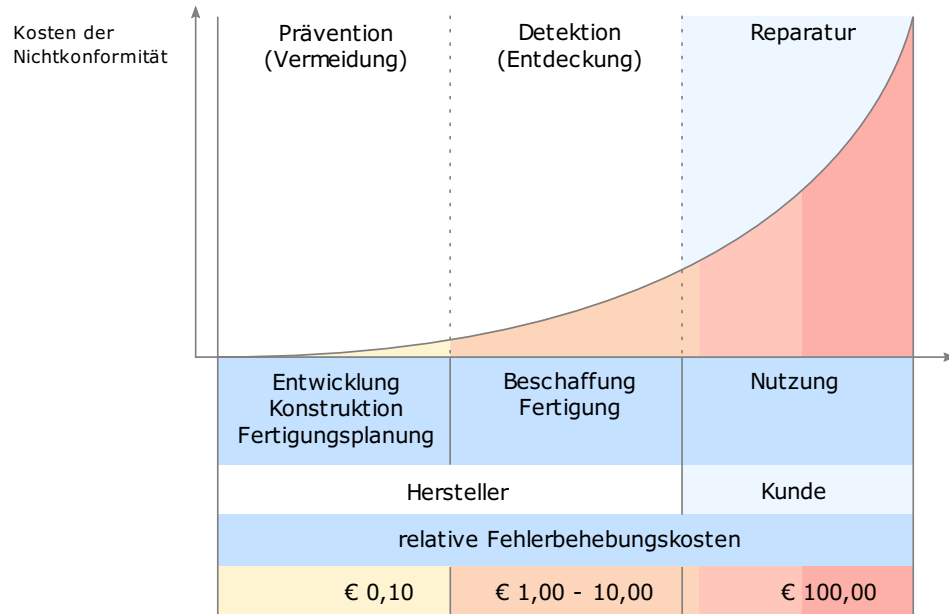 Kosten der
Nichtkonformität
Prävention
(Vermeidung)
Detektion
(Entdeckung)
Reparatur
Entwicklung
Konstruktion
Fertigungsplanung
Beschaffung
Fertigung
Nutzung
Hersteller
Kunde
relative Fehlerbehebungskosten
€ 0,10
€ 1,00 - 10,00
€ 100,00